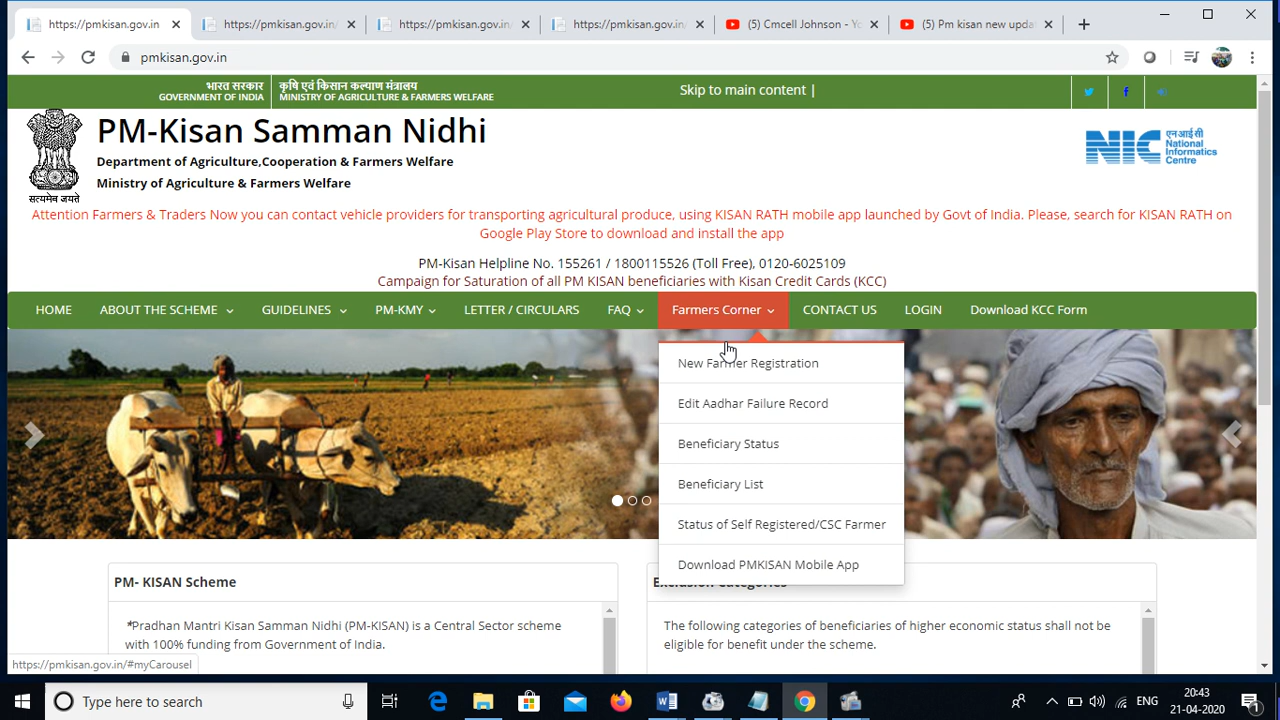 https://pmkisan.gov.in
https://pmkisan.gov.in/
https://pmkisan.gov.in/
https://pmkisan.gov.in/
(5) Cmcell Johnson - Yo
(5) Pm kisan new upda
pmkisan.gov.in
भारत सरकार
GOVERNMENT OF INDIA
कृषि एवं किसान कल्याण मंत्रालय
MINISTRY OF AGRICULTURE & FARMERS WELFARE
Skip to main content |
PM-Kisan Samman Nidhi
Department of Agriculture,Cooperation & Farmers Welfare
Ministry of Agriculture & Farmers Welfare
सत्यमेव जयते
NIC एनआईसी
National
Informatics
Centre
Attention Farmers & Traders Now you can contact vehicle providers for transporting agricultural produce, using KISAN RATH mobile app launched by Govt of India. Please, search for KISAN RATH on
Google Play Store to download and install the app
PM-Kisan Helpline No. 155261 / 1800115526 (Toll Free), 0120-6025109
Campaign for Saturation of all PM KISAN beneficiaries with Kisan Credit Cards (KCC)
HOME ABOUT THE SCHEME GUIDELINES PM-KMY LETTER / CIRCULARS FAQ Farmers Corner CONTACT US LOGIN Download KCC Form
New Farmer Registration
Edit Aadhar Failure Record
Beneficiary Status
Beneficiary List
Status of Self Registered/CSC Farmer
Download PMKISAN Mobile App
PM- KISAN Scheme
*Pradhan Mantri Kisan Samman Nidhi (PM-KISAN) is a Central Sector scheme
with 100% funding from Government of India.
Exclusion Categories
The following categories of beneficiaries of higher economic status shall not be
eligible for benefit under the scheme.
https://pmkisan.gov.in/#myCarousel
Type here to search
ENG
20:43
21-04-2020
1